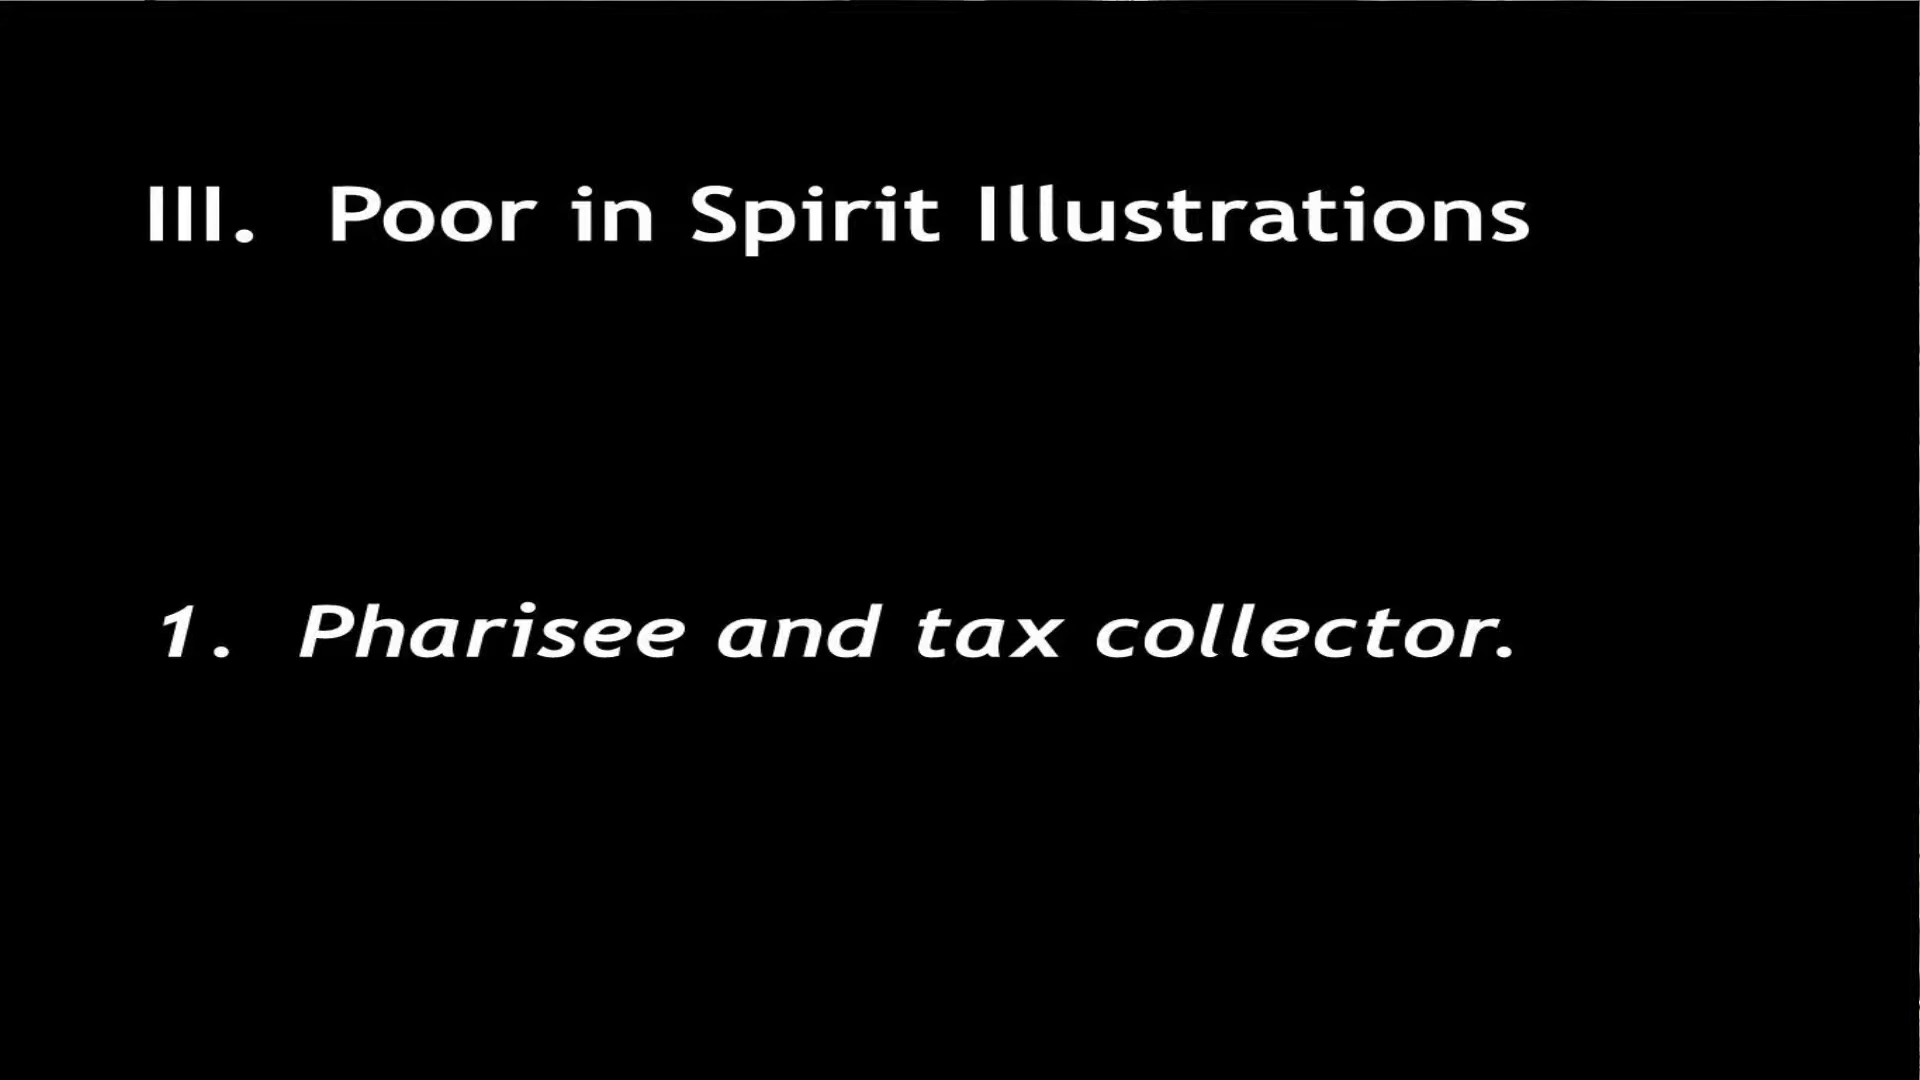 III. Poor in Spirit Illustrations
1. Pharisee and tax collector.